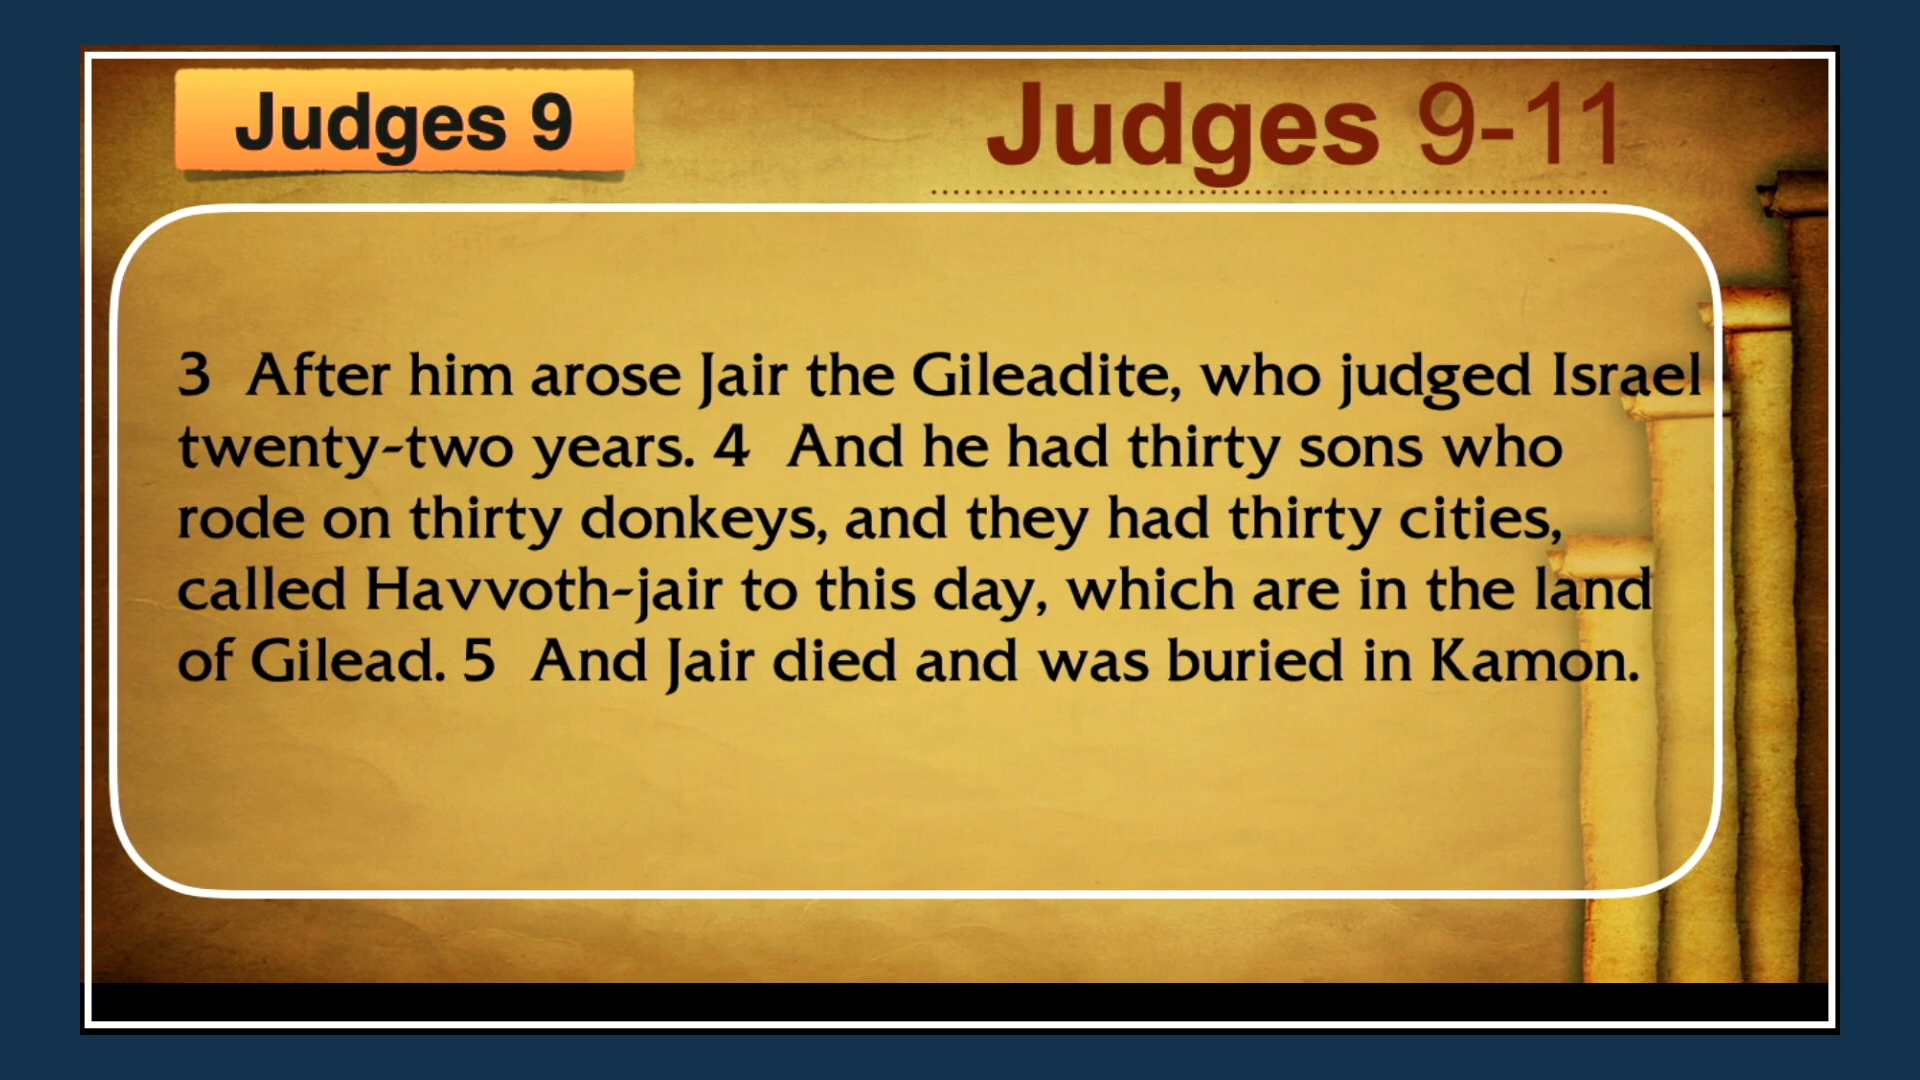 Judges 9
Judges 9-11
3 After him arose Jair the Gileadite, who judged Israel
twenty-two years. 4 And he had thirty sons who
rode on thirty donkeys, and they had thirty cities,
called Havvoth-jair to this day, which are in the land
of Gilead. 5 And Jair died and was buried in Kamon.